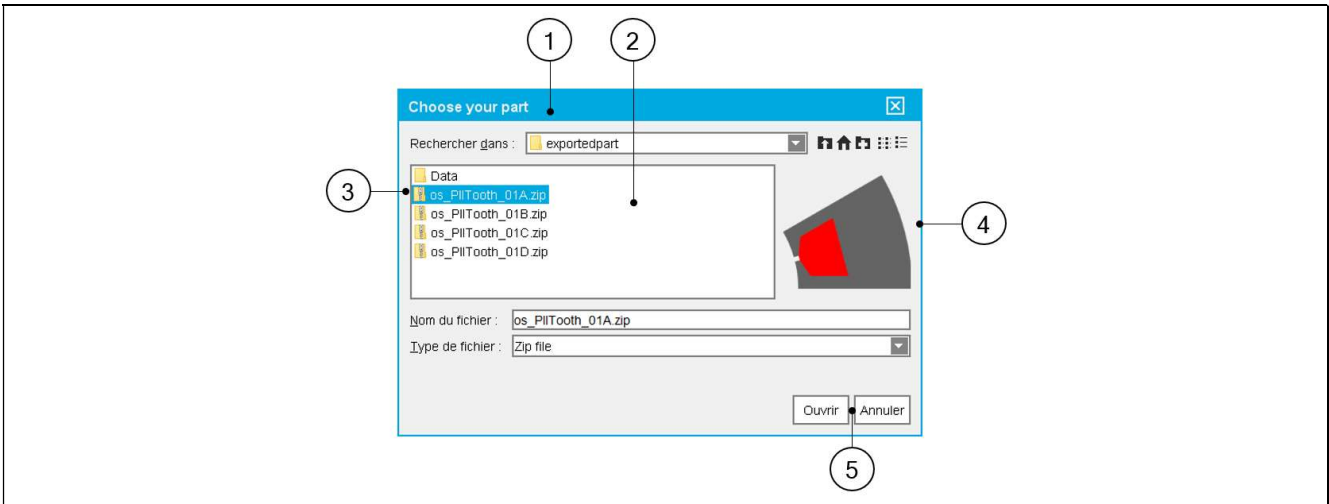 1 2
Choose your part
Rechercher dans : exportedpart
3
Data
os_PllTooth_01A.zip
os_PllTooth_01B.zip
os_PllTooth_01C.zip
os_PllTooth_01D.zip
4
Nom du fichier : os_PllTooth_01A.zip
Type de fichier : Zip file
Ouvrir Annuler
5